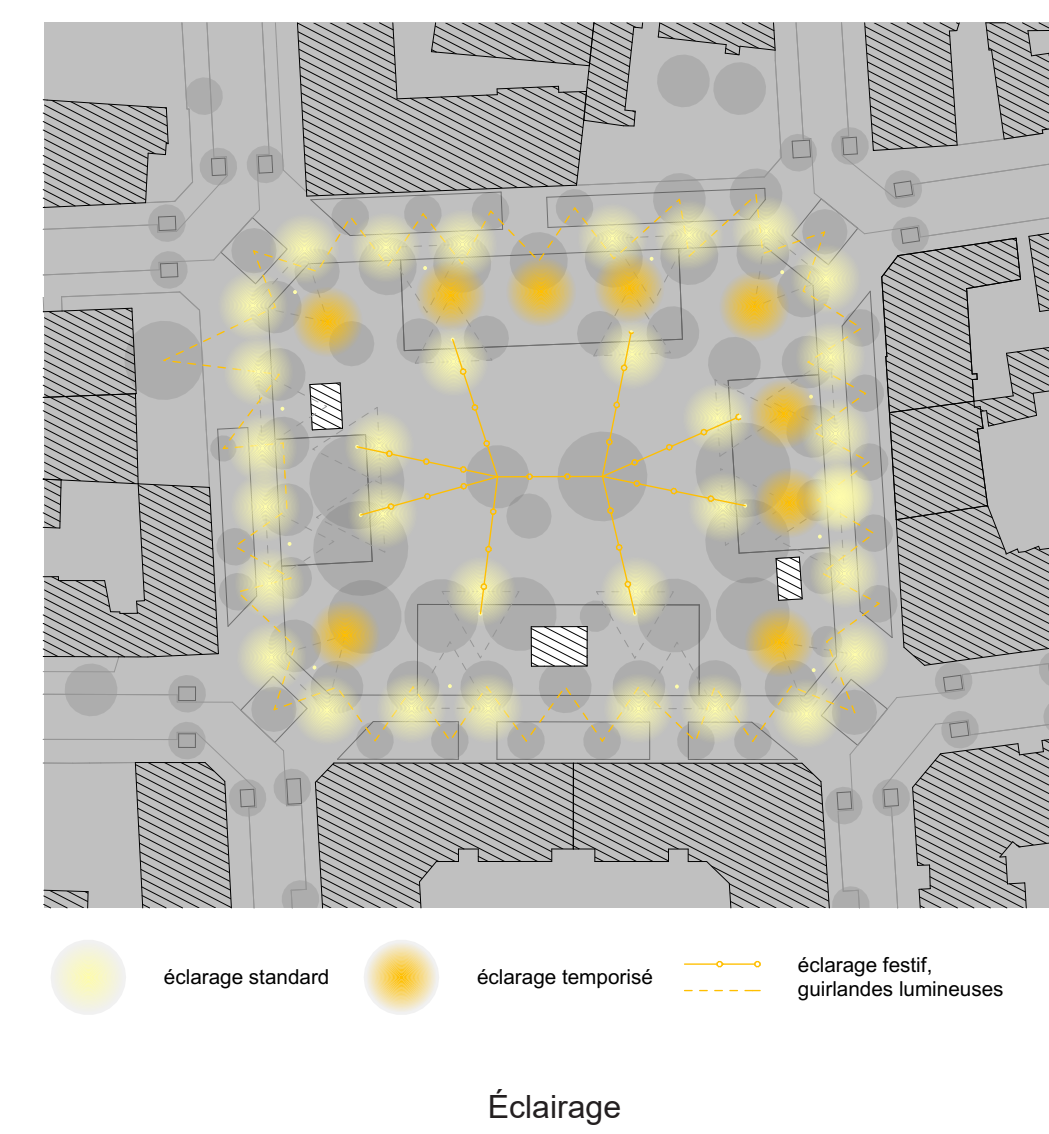 éclarage standard
éclarage temporisé
éclarage festif,
guirlandes lumineuses
Éclairage